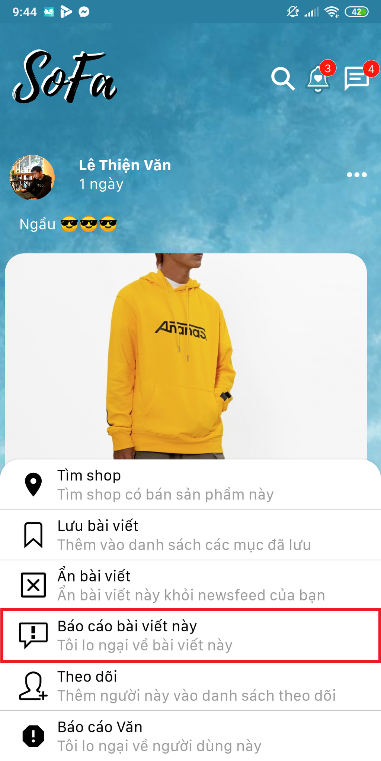 9:44
42
SoFa
3
4
Lê Thiện Văn
1 ngày
Ngầu 😎😎😎
Ananas
Tìm shop
Tìm shop có bán sản phẩm này
Lưu bài viết
Thêm vào danh sách các mục đã lưu
Ẩn bài viết
Ẩn bài viết này khỏi newsfeed của bạn
Báo cáo bài viết này
Tôi lo ngại về bài viết này
Theo dõi
Thêm người này vào danh sách theo dõi
Báo cáo Văn
Tôi lo ngại về người dùng này